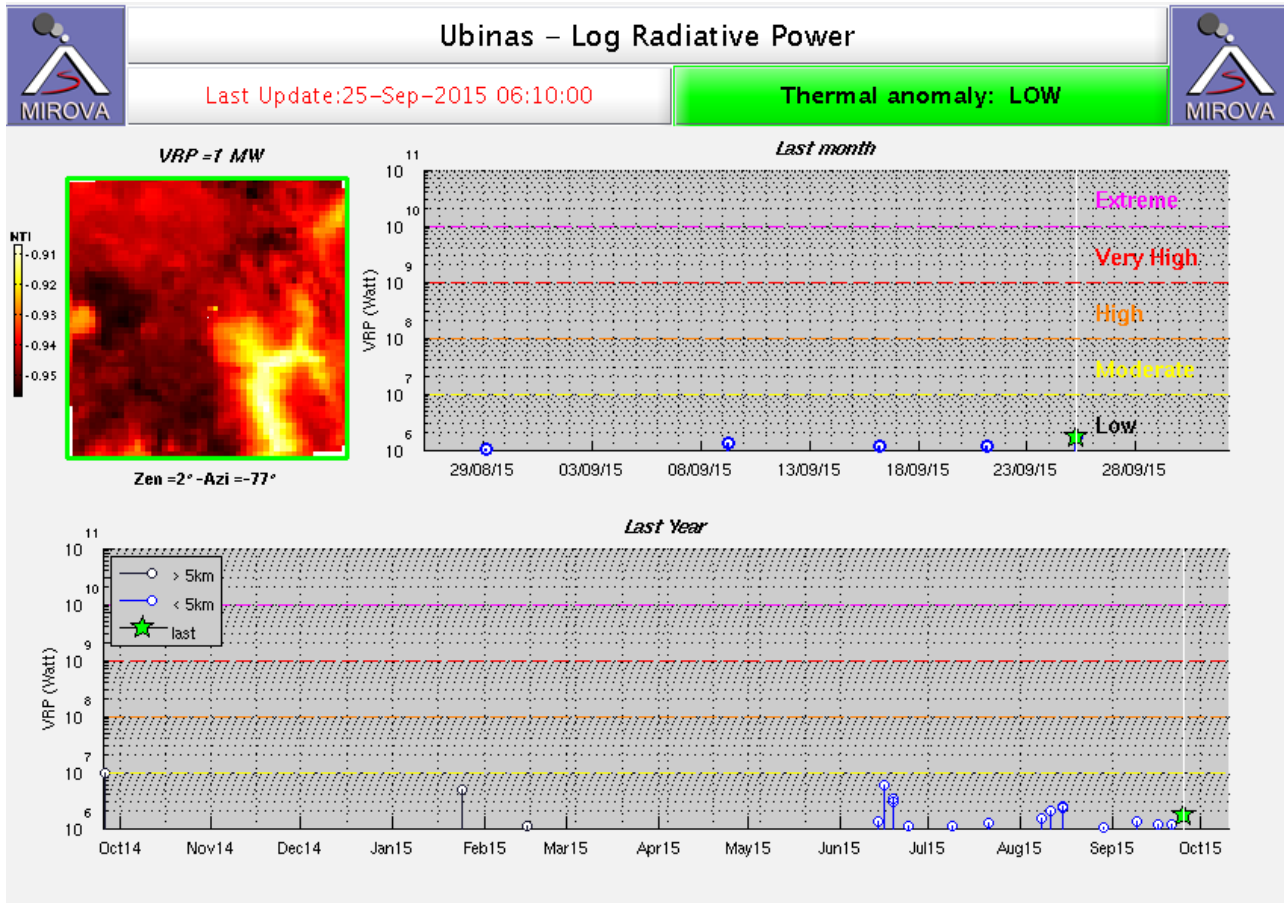 Ubinas – Log Radiative Power
MIROVA
Last Update:25–Sep–2015 06:10:00
Thermal anomaly: LOW
MIROVA
VRP =1 MW
NTI
-0.91
-0.92
-0.93
-0.94
-0.95
Zen =2° -Azi =-77°
Last month
VRP (Watt)
10 11
10 10
10 9
10 8
10 7
10 6
Extreme
Very High
High
Moderate
Low
29/08/15 03/09/15 08/09/15 13/09/15 18/09/15 23/09/15 28/09/15
Last Year
VRP (Watt)
10 11
10 10
10 9
10 8
10 7
10 6
> 5km
< 5km
last
Oct14 Nov14 Dec14 Jan15 Feb15 Mar15 Apr15 May15 Jun15 Jul15 Aug15 Sep15 Oct15